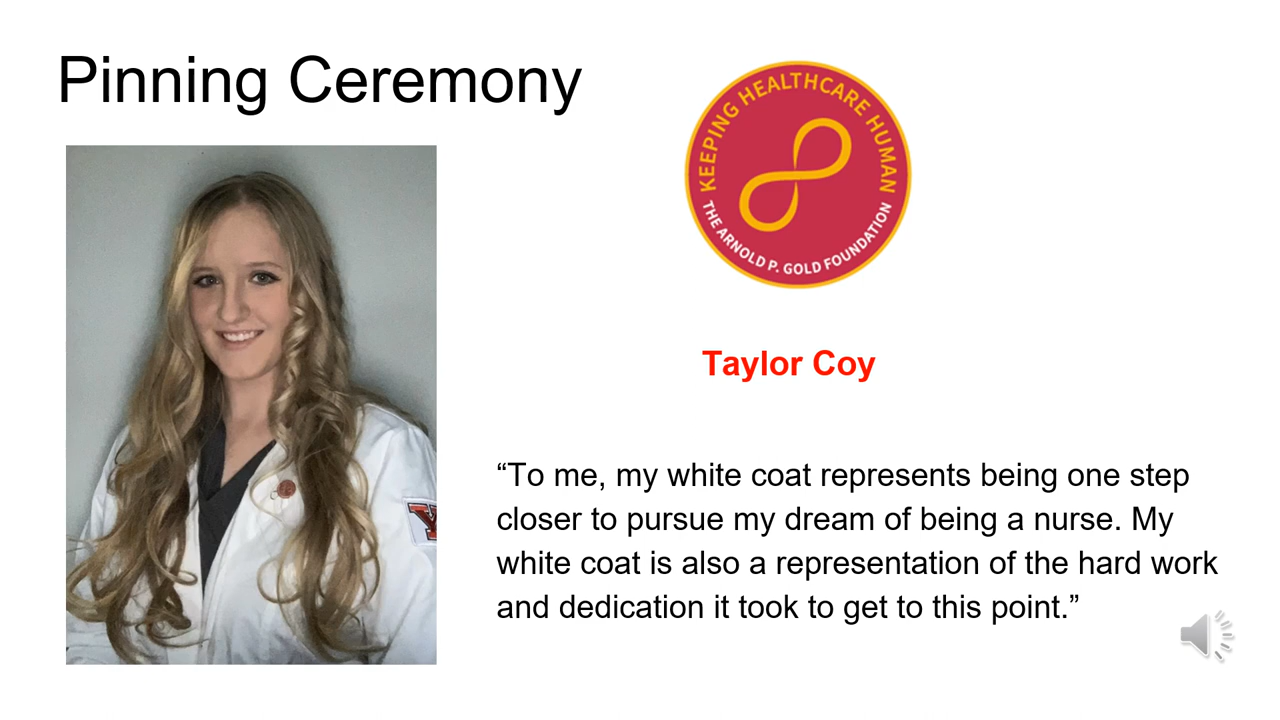 Pinning Ceremony
KEEPING HEALTHCARE HUMAN
THE ARNOLD P. GOLD FOUNDATION
Taylor Coy
“To me, my white coat represents being one step
closer to pursue my dream of being a nurse. My
white coat is also a representation of the hard work
and dedication it took to get to this point.”
Y